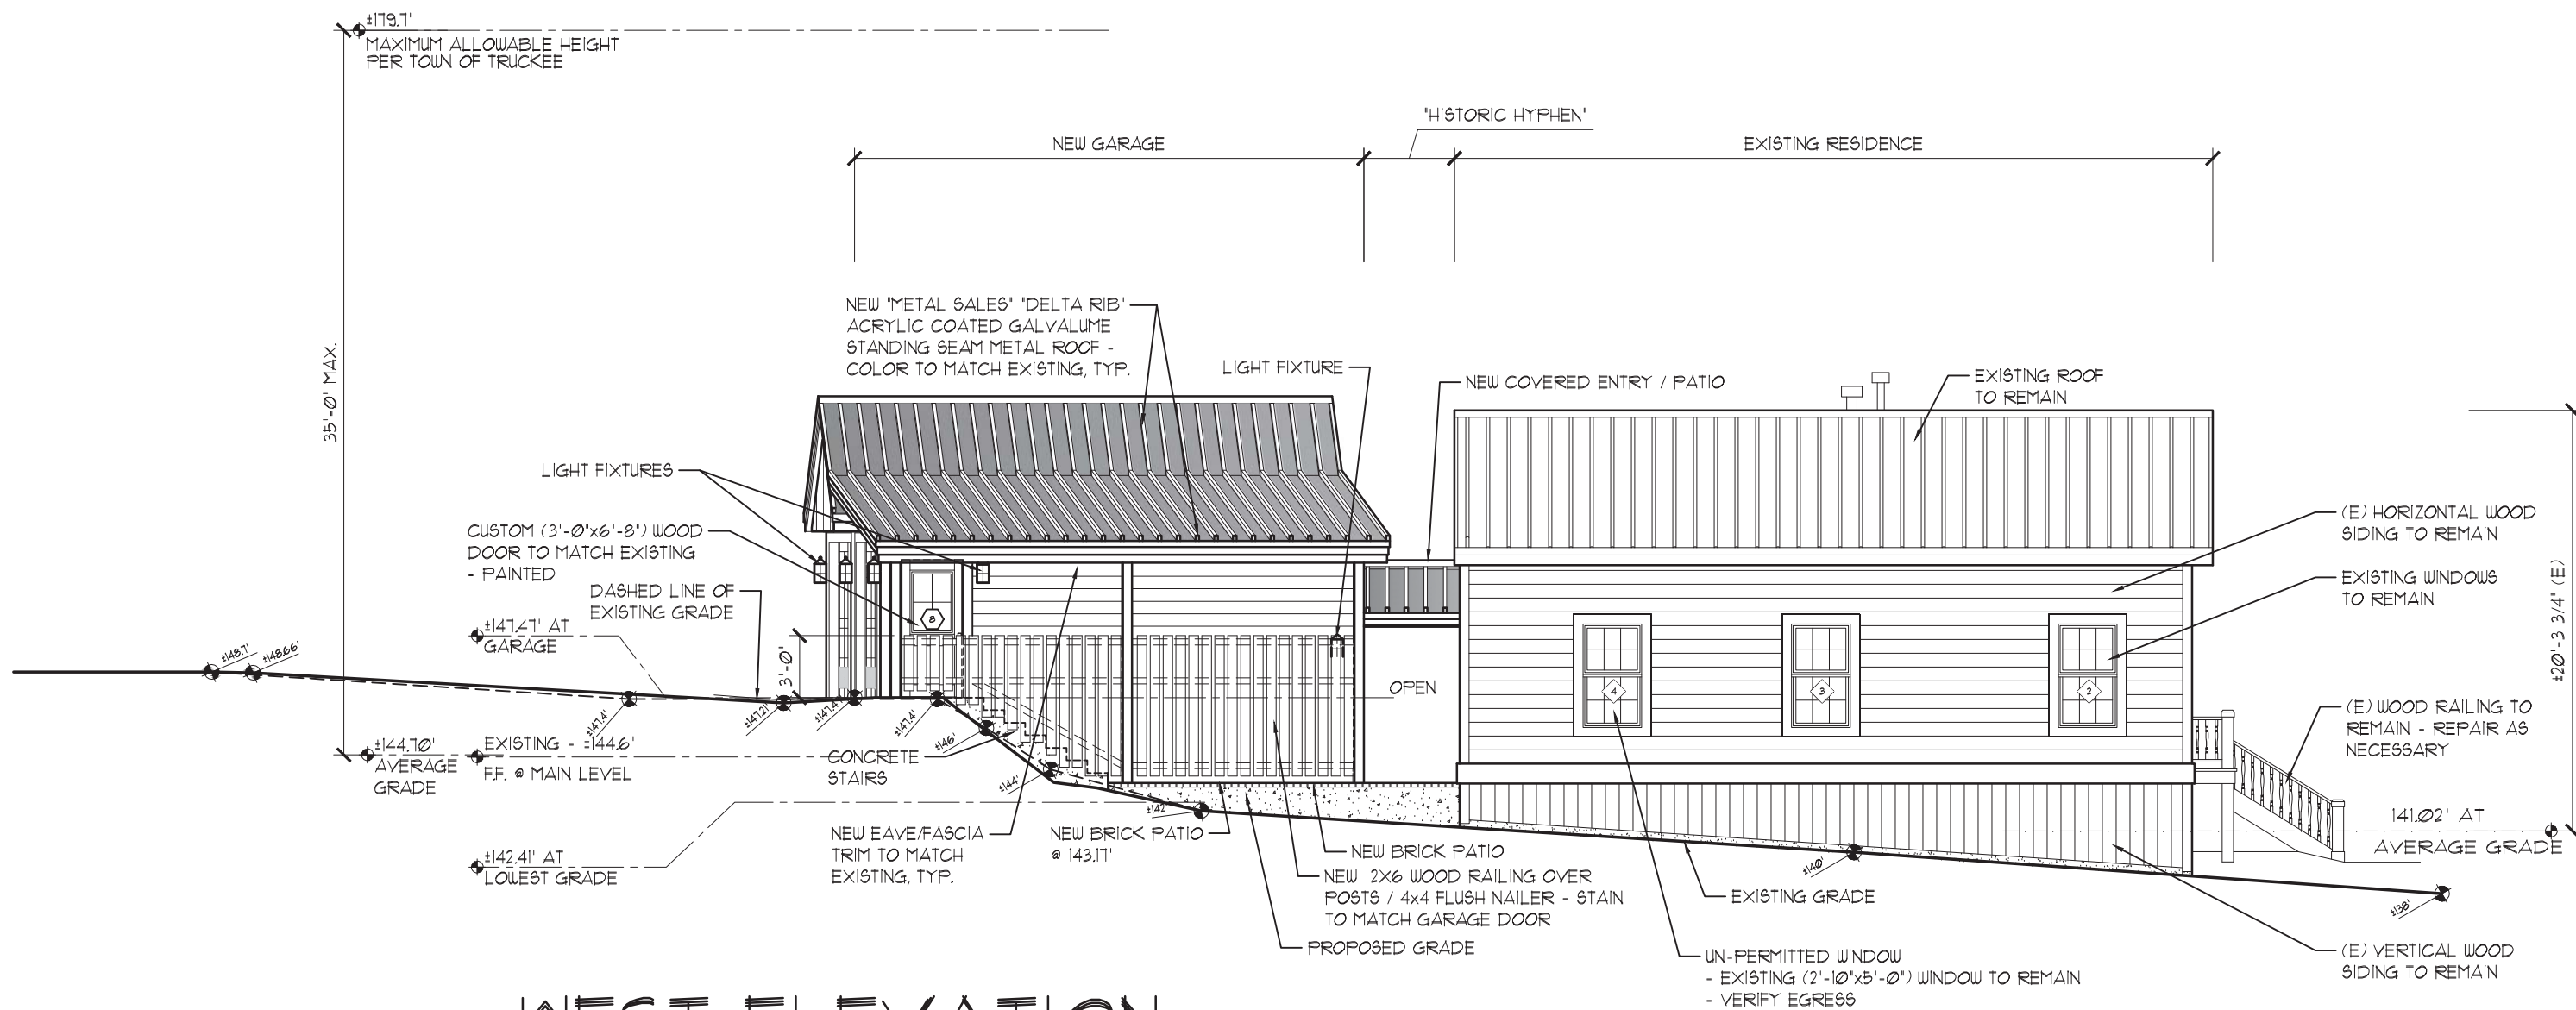 ±179.7'
MAXIMUM ALLOWABLE HEIGHT
PER TOWN OF TRUCKEE
35'-0" MAX.
"HISTORIC HYPHEN"
NEW GARAGE
EXISTING RESIDENCE
NEW "METAL SALES" "DELTA RIB"
ACRYLIC COATED GALVALUME
STANDING SEAM METAL ROOF -
COLOR TO MATCH EXISTING, TYP.
LIGHT FIXTURE
NEW COVERED ENTRY / PATIO
EXISTING ROOF
TO REMAIN
LIGHT FIXTURES
CUSTOM (3'-0"x6'-8") WOOD
DOOR TO MATCH EXISTING
- PAINTED
DASHED LINE OF
EXISTING GRADE
±147.47' AT
GARAGE
3'-0"
8
±148.7'
±148.66'
±147.4'
±147.21'
±147.4'
±147.4'
±146'
±144'
±142'
±144.70'
AVERAGE
GRADE
EXISTING - ±144.6'
F.F. @ MAIN LEVEL
CONCRETE
STAIRS
±142.41' AT
LOWEST GRADE
NEW EAVE/FASCIA
TRIM TO MATCH
EXISTING, TYP.
NEW BRICK PATIO
@ 143.17'
OPEN
4
3
2
NEW BRICK PATIO
NEW 2X6 WOOD RAILING OVER
POSTS / 4x4 FLUSH NAILER - STAIN
TO MATCH GARAGE DOOR
PROPOSED GRADE
EXISTING GRADE
±140'
±138'
UN-PERMITTED WINDOW
- EXISTING (2'-10"x5'-0") WINDOW TO REMAIN
- VERIFY EGRESS
(E) HORIZONTAL WOOD
SIDING TO REMAIN
EXISTING WINDOWS
TO REMAIN
(E) WOOD RAILING TO
REMAIN - REPAIR AS
NECESSARY
±20'-3 3/4" (E)
141.02' AT
AVERAGE GRADE
(E) VERTICAL WOOD
SIDING TO REMAIN
WEST ELEVATION